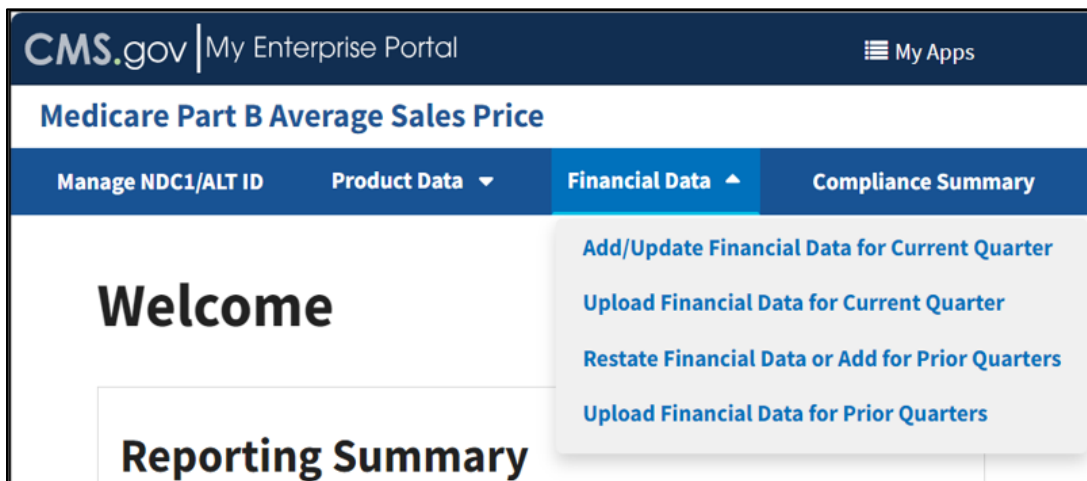 CMS.gov My Enterprise Portal My Apps
Medicare Part B Average Sales Price
Manage NDC1/ALT ID Product Data Financial Data Compliance Summary
Add/Update Financial Data for Current Quarter
Upload Financial Data for Current Quarter
Restate Financial Data or Add for Prior Quarters
Upload Financial Data for Prior Quarters
Welcome
Reporting Summary